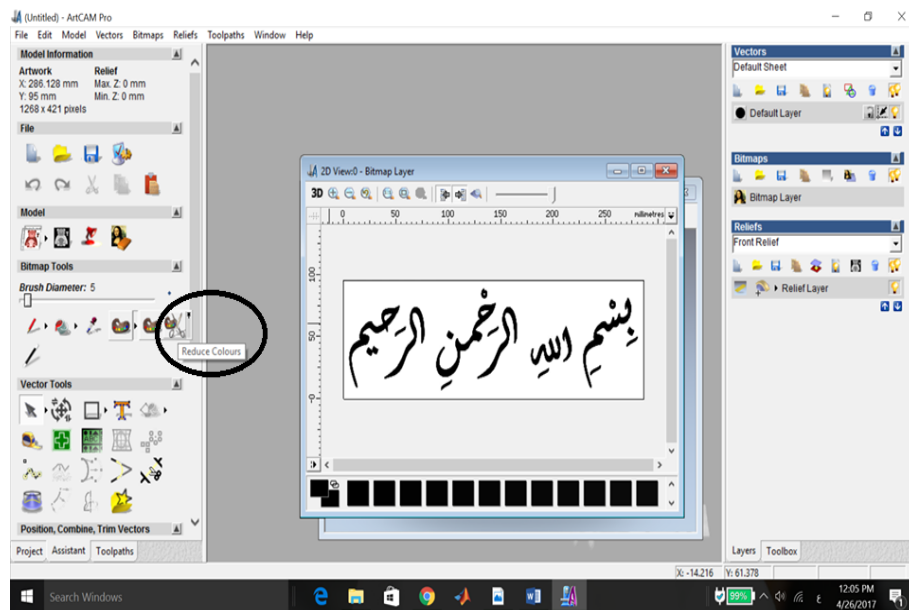 (Untitled) - ArtCAM Pro
File Edit Model Vectors Bitmaps Reliefs Toolpaths Window Help
Model Information
Artwork Relief
X: 286.128 mm Max. Z: 0 mm
Y: 95 mm Min. Z: 0 mm
1268 x 421 pixels
File
Model
Bitmap Tools
Brush Diameter: 5
Reduce Colours
Vector Tools
Position, Combine, Trim Vectors
Project Assistant Toolpaths
2D View:0 - Bitmap Layer
3D
0 50 100 150 200 250 millimetres
100
50
0
بِسْمِ اللهِ الرَّحْمنِ الرَّحيم
Vectors
Default Sheet
Default Layer
Bitmaps
Bitmap Layer
Reliefs
Front Relief
Relief Layer
Layers Toolbox
X: -14.216 Y: 61.378
Search Windows
99%
ع
12:05 PM
4/26/2017